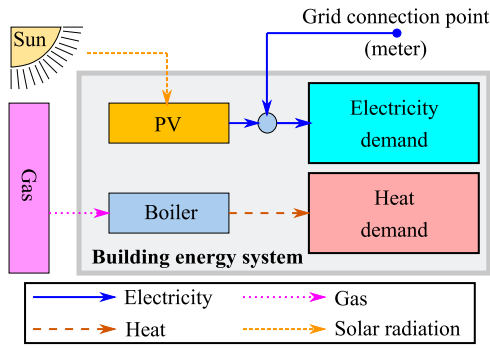 Sun
Grid connection point
(meter)
PV
Electricity
demand
Gas
Boiler
Heat
demand
Building energy system
Electricity
Gas
Heat
Solar radiation